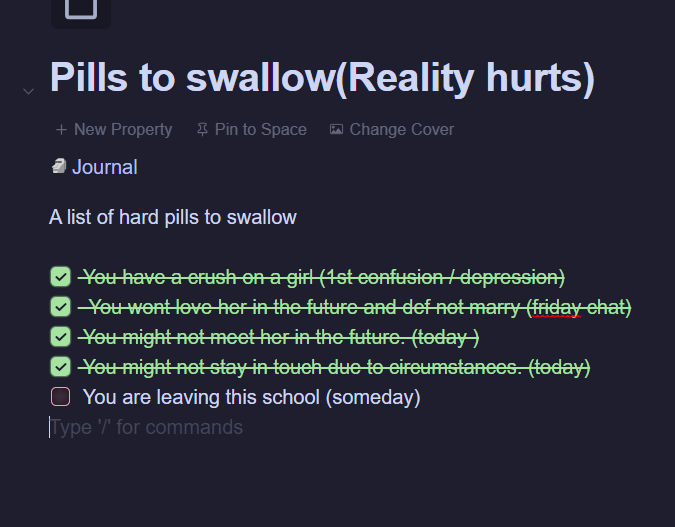 Pills to swallow(Reality hurts)
New Property Pin to Space Change Cover
Journal
A list of hard pills to swallow
You have a crush on a girl (1st confusion / depression)
You wont love her in the future and def not marry (friday chat)
You might not meet her in the future. (today )
You might not stay in touch due to circumstances. (today)
You are leaving this school (someday)
Type '/' for commands